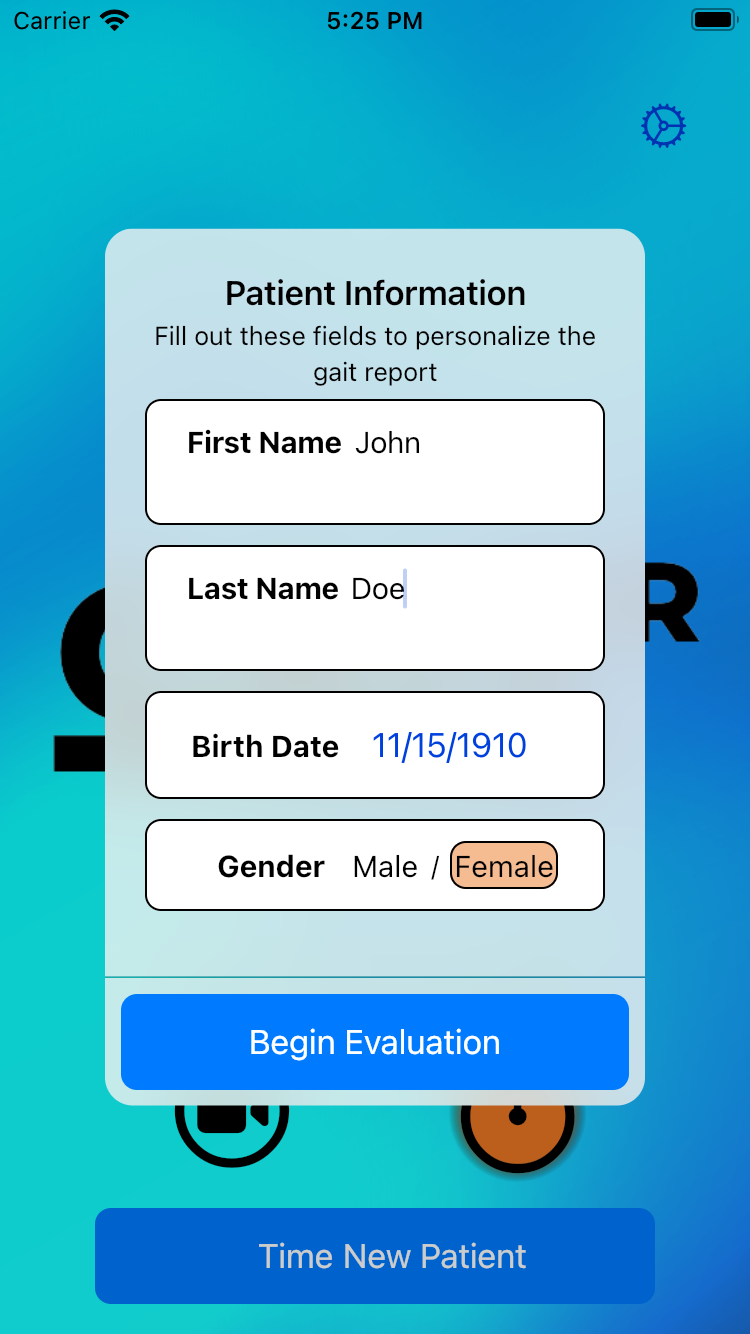 Carrier 5:25 PM
Patient Information
Fill out these fields to personalize the
gait report
First Name John
Last Name Doe
R
Birth Date 11/15/1910
Gender Male / Female
Begin Evaluation
Time New Patient